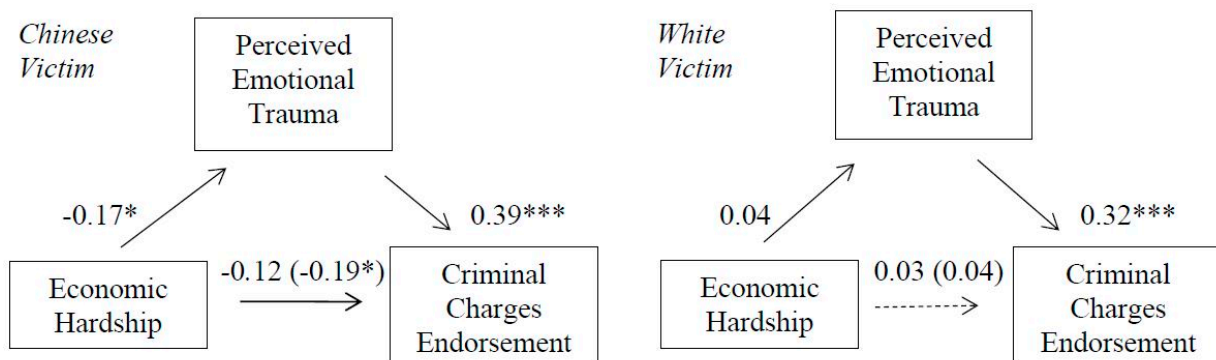 Chinese
Victim
Perceived
Emotional
Trauma
-0.17*
0.39***
-0.12 (-0.19*)
Economic
Hardship
Criminal
Charges
Endorsement
White
Victim
Perceived
Emotional
Trauma
0.04
0.32***
0.03 (0.04)
Economic
Hardship
Criminal
Charges
Endorsement